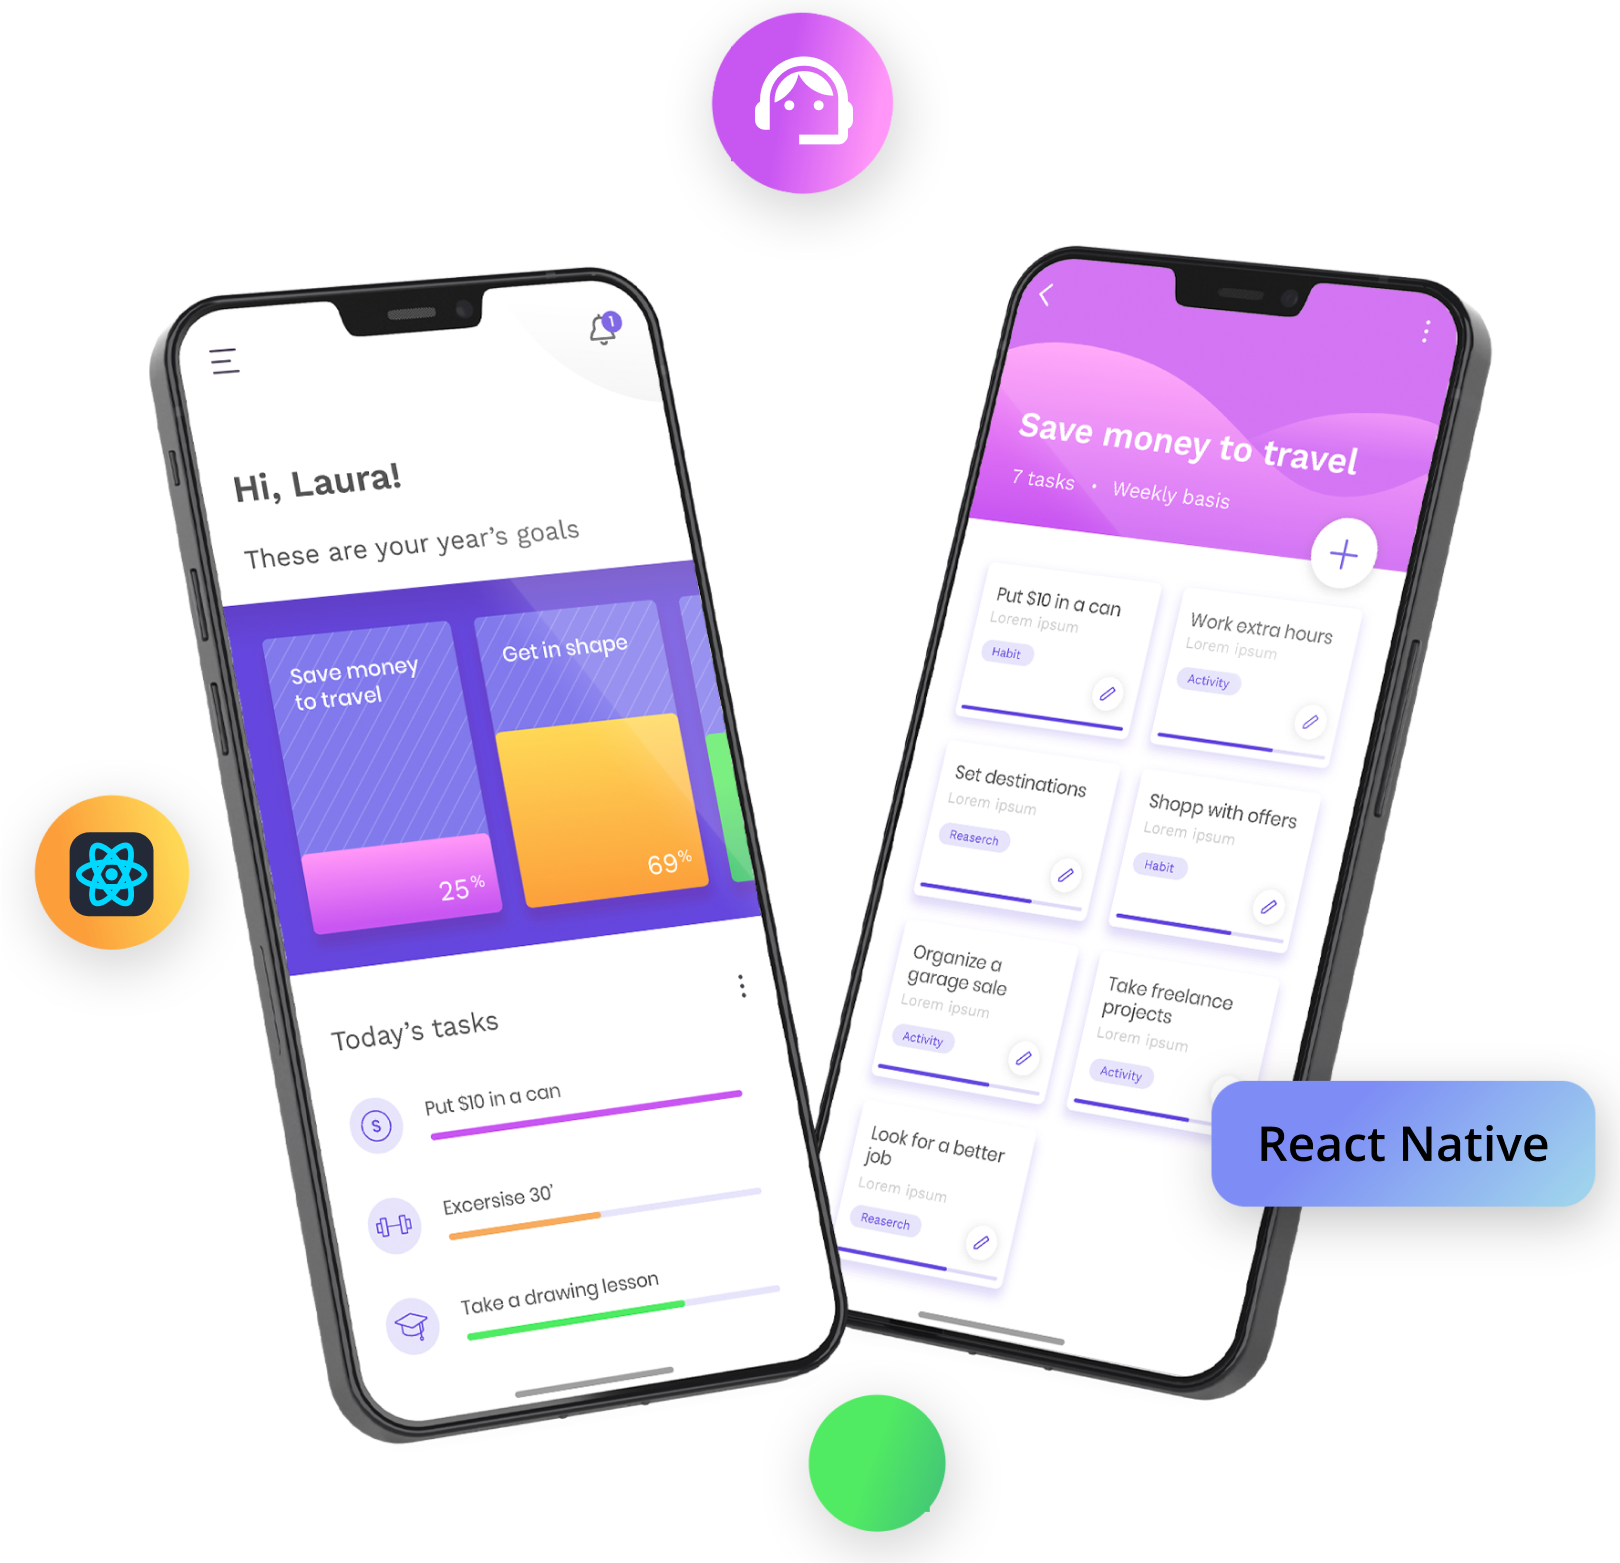 1
Hi, Laura!
These are your year's goals
Save money
to travel
25%
Get in shape
69%
Today's tasks
Put $10 in a can
$
Excersise 30'
Take a drawing lesson
Save money to travel
7 tasks • Weekly basis
Put $10 in a can
Lorem ipsum
Habit
Work extra hours
Lorem ipsum
Activity
Set destinations
Lorem ipsum
Reaserch
Shopp with offers
Lorem ipsum
Habit
Organize a
garage sale
Lorem ipsum
Activity
Take freelance
projects
Lorem ipsum
Activity
Look for a better
job
Lorem ipsum
Reaserch
React Native